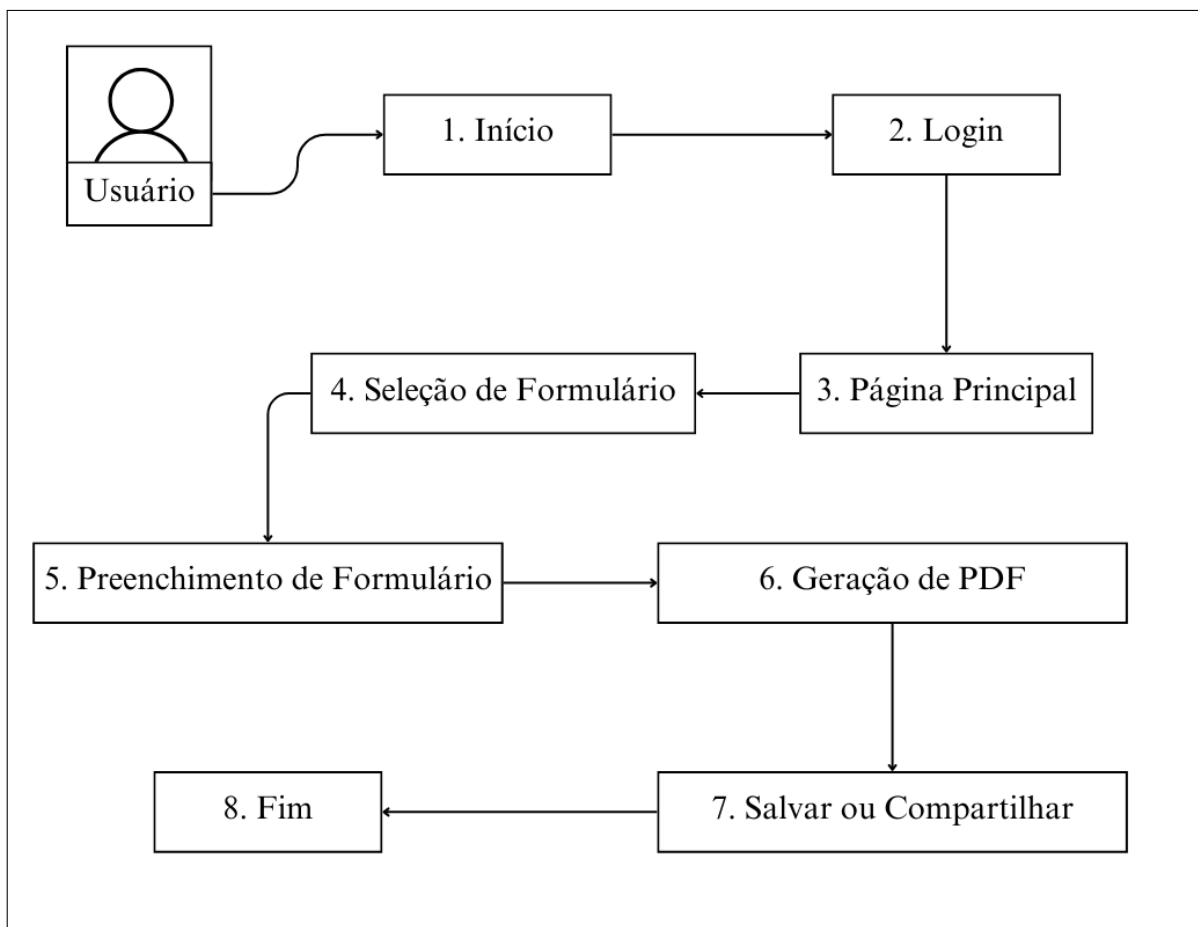 Usuário
1. Início
2. Login
3. Página Principal
4. Seleção de Formulário
5. Preenchimento de Formulário
6. Geração de PDF
7. Salvar ou Compartilhar
8. Fim